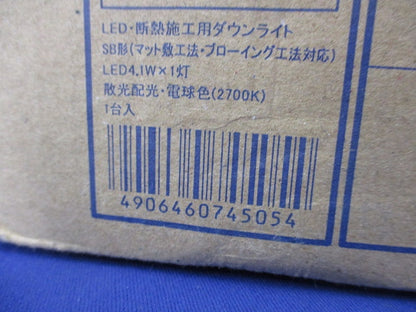 LED・断熱施工用ダウンライト
SB形(マット敷工法・ブローイング工法対応)
LED4.1W×1灯
散光配光・電球色(2700K)
1台入
4906460745054